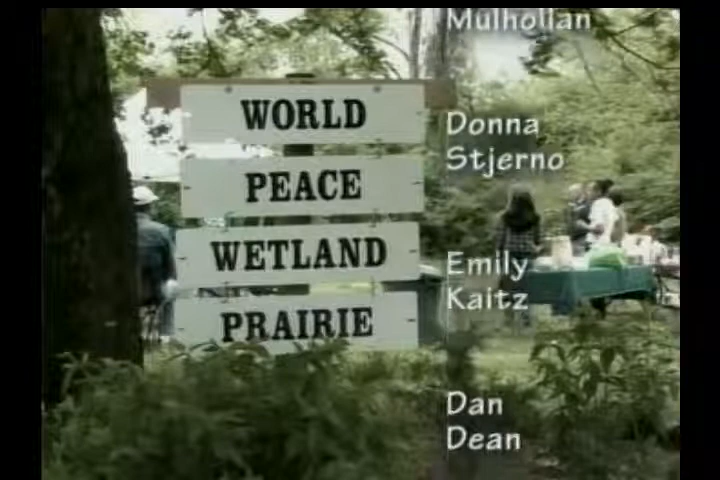 WORLD
PEACE
WETLAND
PRAIRIE
Mulhollan
Donna
Stjerno
Emily
Kaitz
Dan
Dean